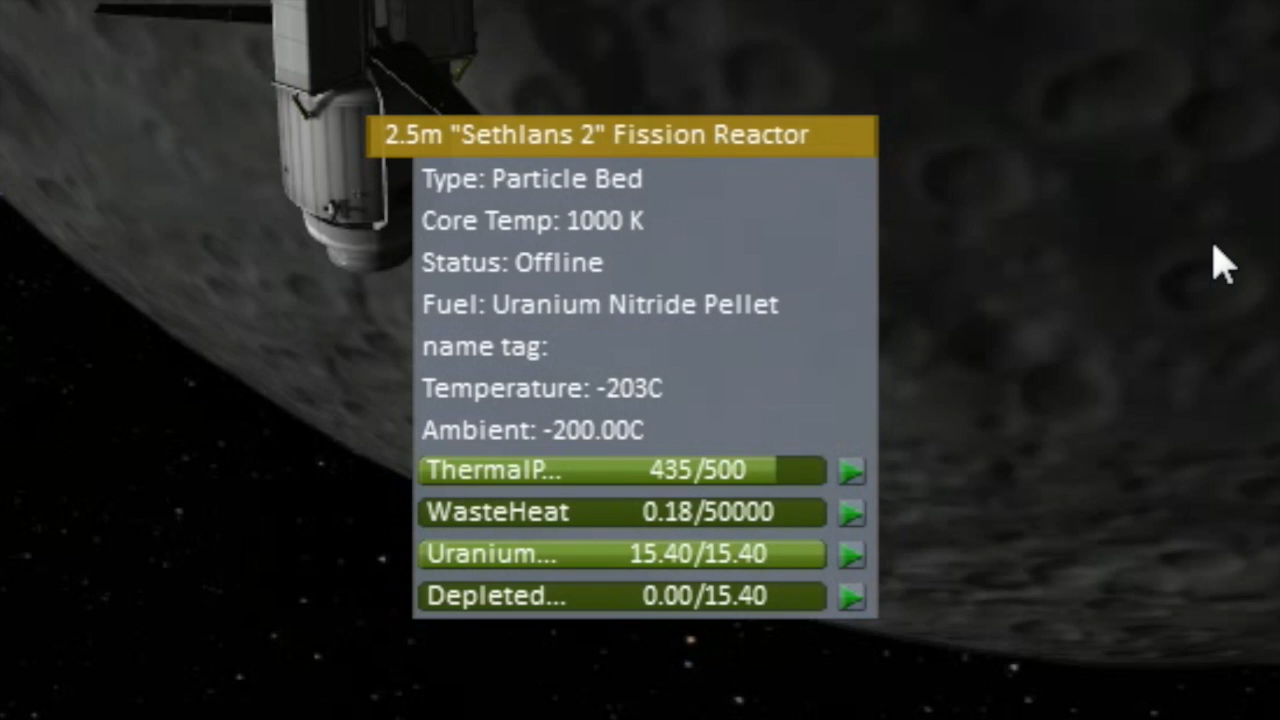 2.5m "Sethlans 2" Fission Reactor
Type: Particle Bed
Core Temp: 1000 K
Status: Offline
Fuel: Uranium Nitride Pellet
name tag:
Temperature: -203C
Ambient: -200.00C
ThermalP... 435/500
WasteHeat 0.18/50000
Uranium... 15.40/15.40
Depleted... 0.00/15.40